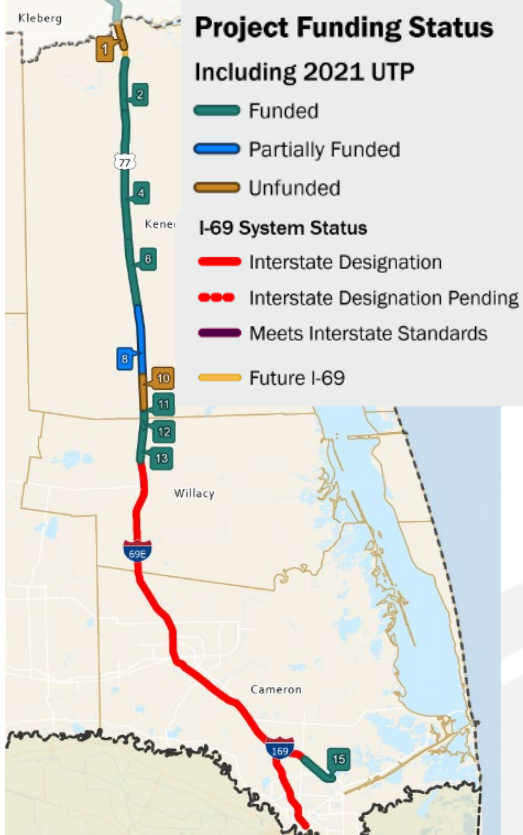 Kleberg
1
2
77
4
Kene
6
8
10
11
12
13
Willacy
69E
Cameron
169
15
Project Funding Status
Including 2021 UTP
Funded
Partially Funded
Unfunded
I-69 System Status
Interstate Designation
Interstate Designation Pending
Meets Interstate Standards
Future I-69